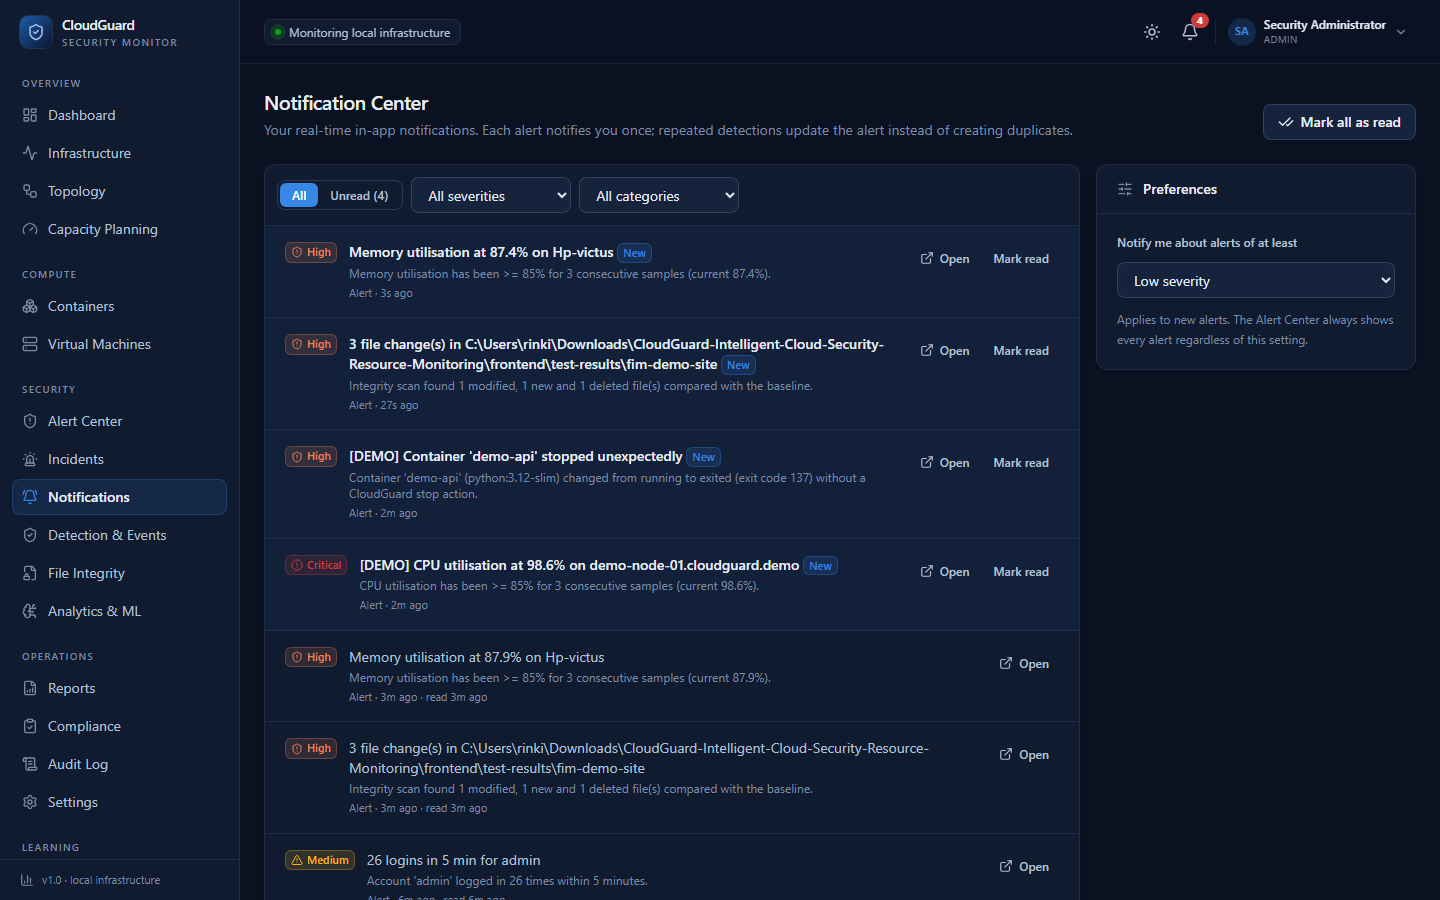 CloudGuard
SECURITY MONITOR
OVERVIEW
Dashboard
Infrastructure
Topology
Capacity Planning
COMPUTE
Containers
Virtual Machines
SECURITY
Alert Center
Incidents
Notifications
Detection & Events
File Integrity
Analytics & ML
OPERATIONS
Reports
Compliance
Audit Log
Settings
LEARNING
v1.0 · local infrastructure
Monitoring local infrastructure
4
SA
Security Administrator
ADMIN
Notification Center
Your real-time in-app notifications. Each alert notifies you once; repeated detections update the alert instead of creating duplicates.
Mark all as read
All
Unread (4)
All severities
All categories
High
Memory utilisation at 87.4% on Hp-victus New
Memory utilisation has been >= 85% for 3 consecutive samples (current 87.4%).
Alert · 3s ago
Open
Mark read
High
3 file change(s) in C:\Users\rinki\Downloads\CloudGuard-Intelligent-Cloud-Security-
Resource-Monitoring\frontend\test-results\fim-demo-site New
Integrity scan found 1 modified, 1 new and 1 deleted file(s) compared with the baseline.
Alert · 27s ago
Open
Mark read
High
[DEMO] Container 'demo-api' stopped unexpectedly New
Container 'demo-api' (python:3.12-slim) changed from running to exited (exit code 137) without a
CloudGuard stop action.
Alert · 2m ago
Open
Mark read
Critical
[DEMO] CPU utilisation at 98.6% on demo-node-01.cloudguard.demo New
CPU utilisation has been >= 85% for 3 consecutive samples (current 98.6%).
Alert · 2m ago
Open
Mark read
High
Memory utilisation at 87.9% on Hp-victus
Memory utilisation has been >= 85% for 3 consecutive samples (current 87.9%).
Alert · 3m ago · read 3m ago
Open
High
3 file change(s) in C:\Users\rinki\Downloads\CloudGuard-Intelligent-Cloud-Security-Resource-
Monitoring\frontend\test-results\fim-demo-site
Integrity scan found 1 modified, 1 new and 1 deleted file(s) compared with the baseline.
Alert · 3m ago · read 3m ago
Open
Medium
26 logins in 5 min for admin
Account 'admin' logged in 26 times within 5 minutes.
Alert · 6m ago · read 6m ago
Open
Preferences
Notify me about alerts of at least
Low severity
Applies to new alerts. The Alert Center always shows
every alert regardless of this setting.